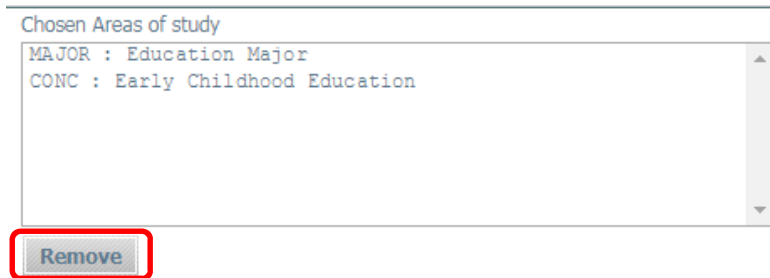 Chosen Areas of study
MAJOR : Education Major
CONC : Early Childhood Education
Remove